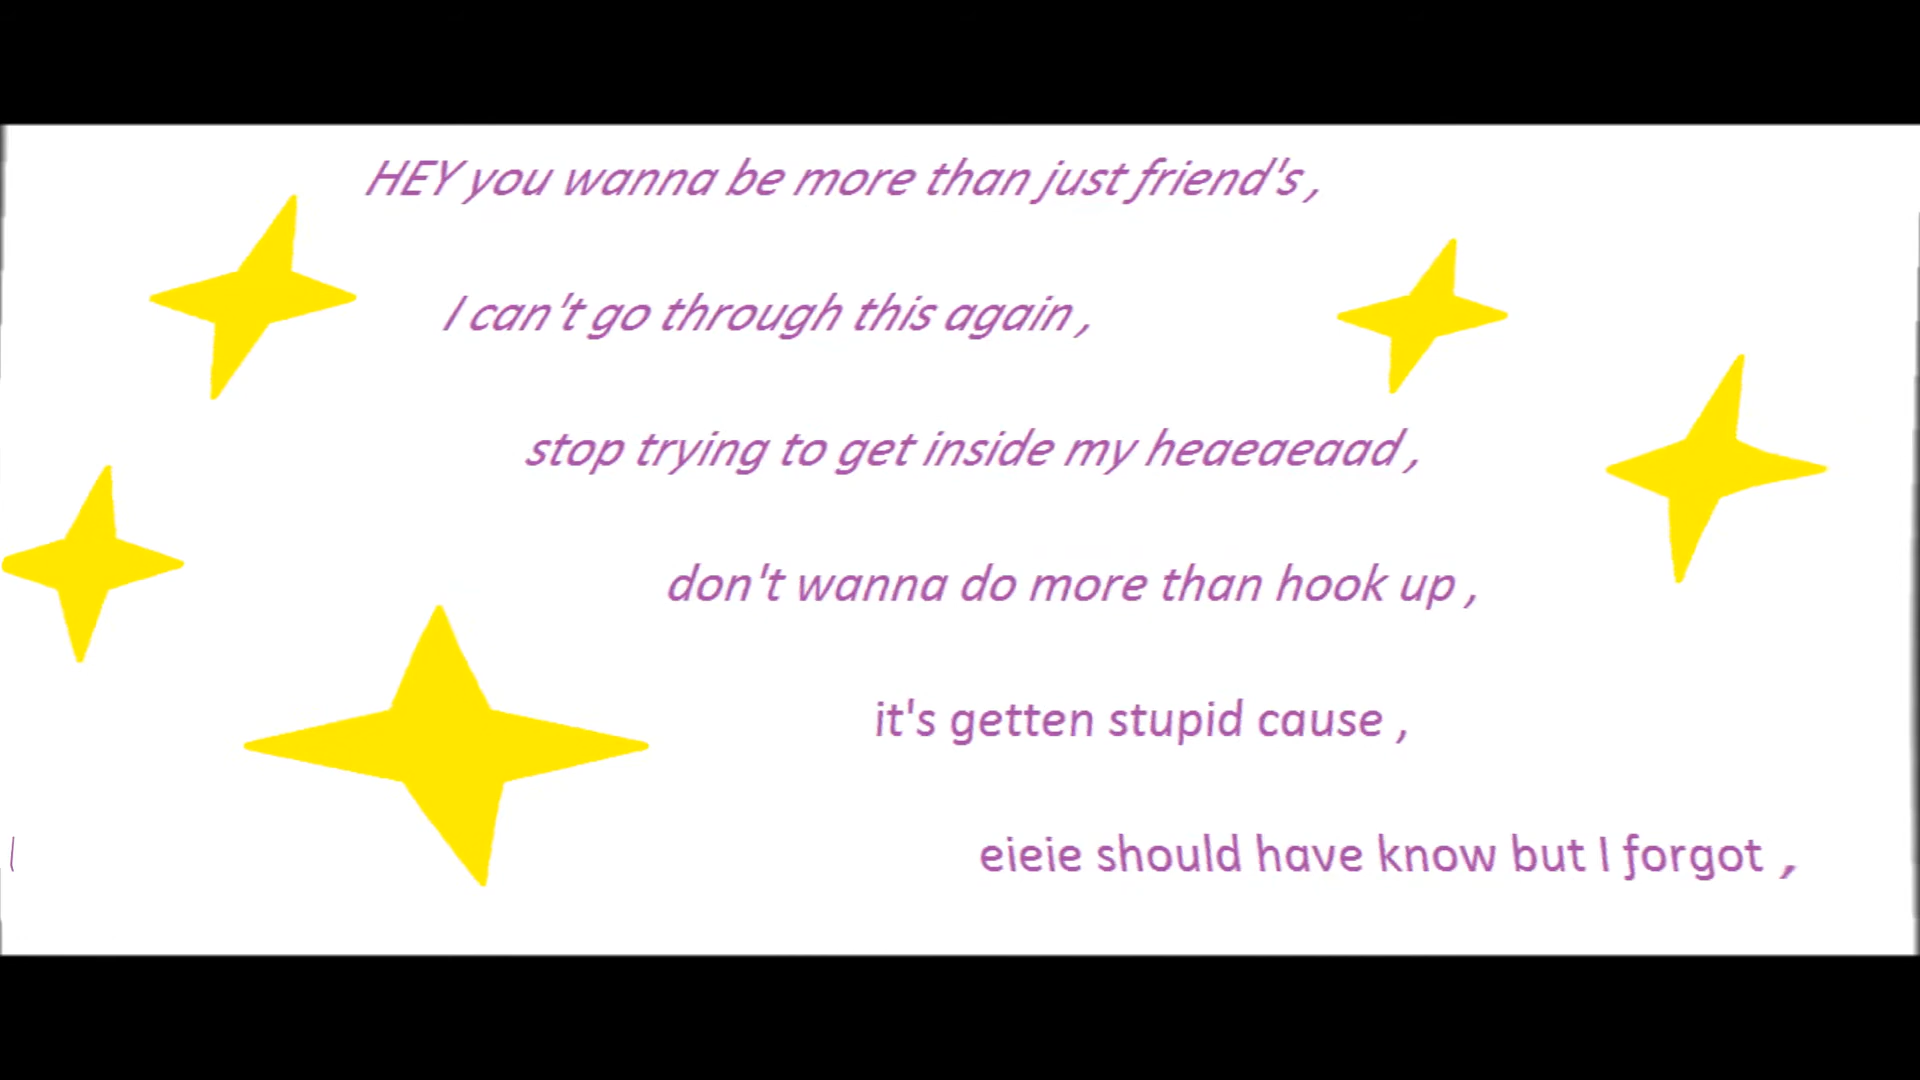 HEY you wanna be more than just friend's ,
I can't go through this again ,
stop trying to get inside my heaeaeaad ,
don't wanna do more than hook up ,
it's getten stupid cause ,
eieie should have know but I forgot ,